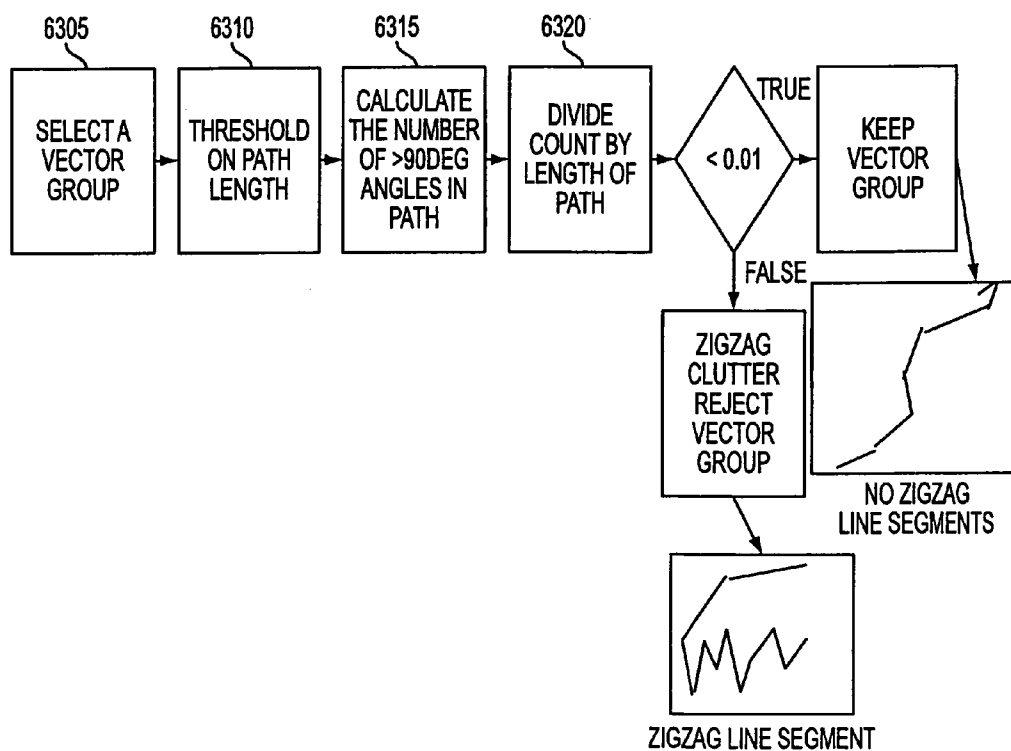 6305
6310
6315
6320
SELECT A
VECTOR
GROUP
THRESHOLD
ON PATH
LENGTH
CALCULATE
THE NUMBER
OF >90DEG
ANGLES IN
PATH
DIVIDE
COUNT BY
LENGTH OF
PATH
< 0.01
TRUE
KEEP
VECTOR
GROUP
FALSE
ZIGZAG
CLUTTER
REJECT
VECTOR
GROUP
NO ZIGZAG
LINE SEGMENTS
ZIGZAG LINE SEGMENT